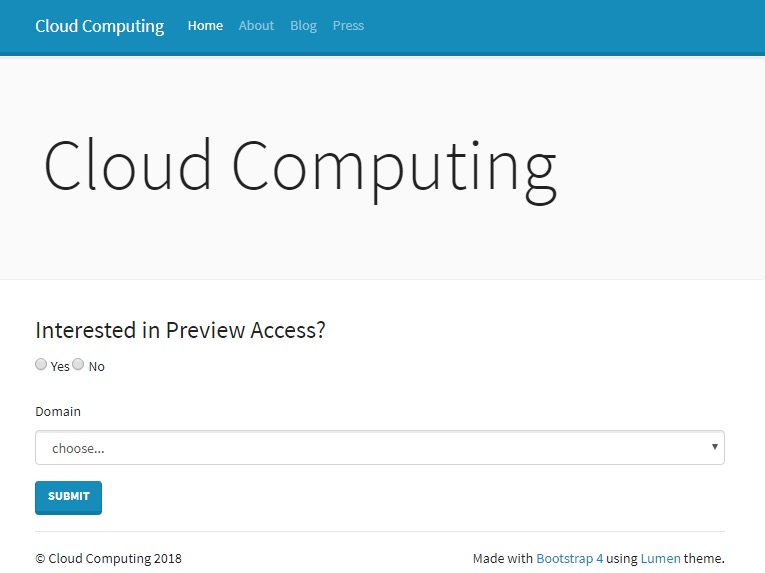 Cloud Computing Home About Blog Press
Cloud Computing
Interested in Preview Access?
Yes No
Domain
choose...
SUBMIT
© Cloud Computing 2018 Made with Bootstrap 4 using Lumen theme.